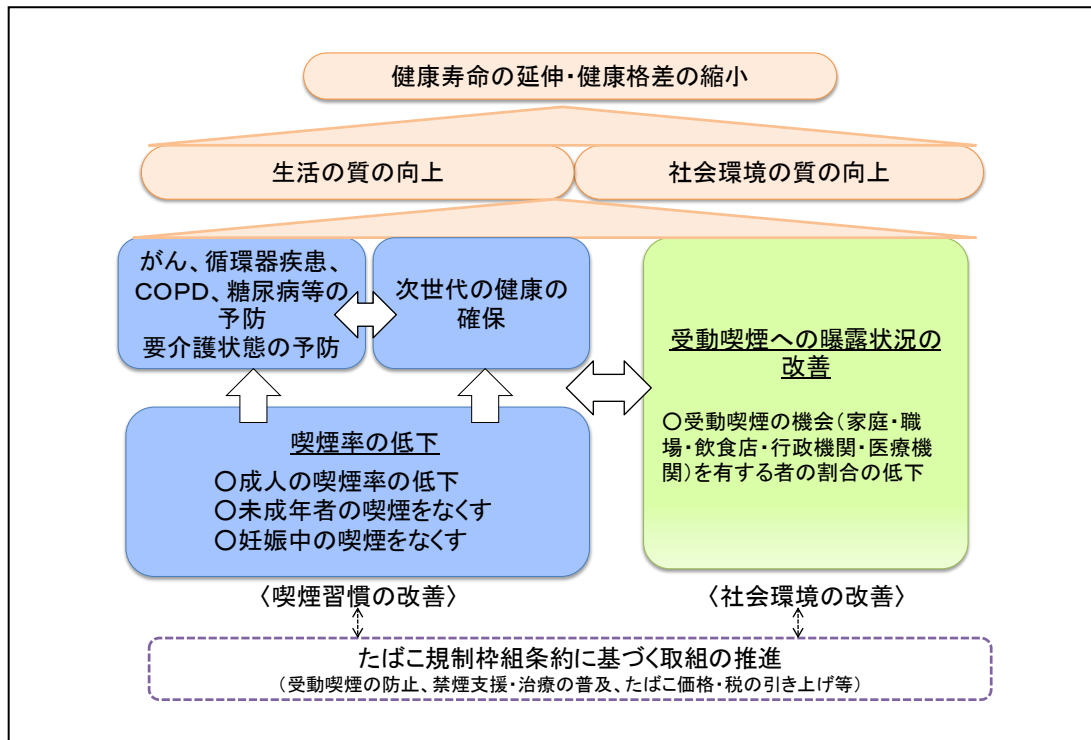 健康寿命の延伸・健康格差の縮小
生活の質の向上
社会環境の質の向上
がん、循環器疾患、
COPD、糖尿病等の
予防
要介護状態の予防
次世代の健康の
確保
受動喫煙への曝露状況の
改善
〇受動喫煙の機会(家庭・職
場・飲食店・行政機関・医療機
関)を有する者の割合の低下
喫煙率の低下
〇成人の喫煙率の低下
〇未成年者の喫煙をなくす
〇妊娠中の喫煙をなくす
〈喫煙習慣の改善〉
〈社会環境の改善〉
たばこ規制枠組条約に基づく取組の推進
(受動喫煙の防止、禁煙支援・治療の普及、たばこ価格・税の引き上げ等)